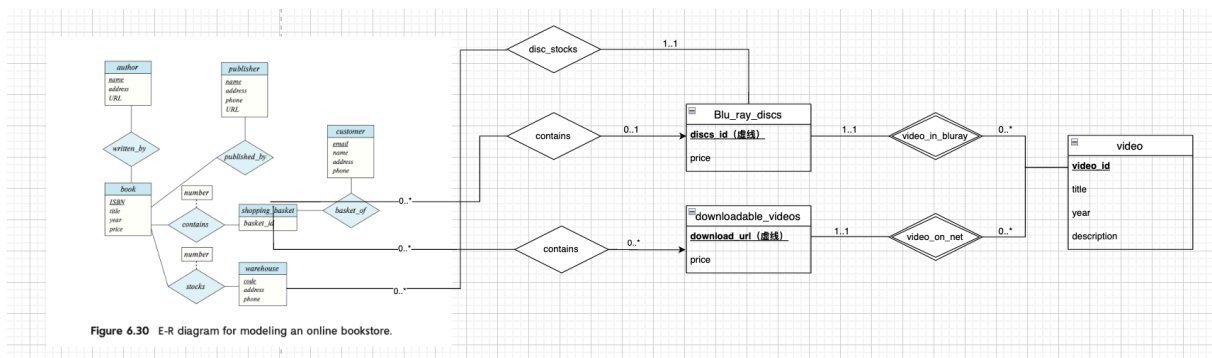 disc_stocks
1..1
author
name
address
URL
publisher
name
address
phone
URL
written_by
published_by
customer
email
name
address
phone
book
ISBN
title
year
price
number
contains
shopping_basket
basket_id
basket_of
number
stocks
warehouse
code
address
phone
0..*
0..*
0..*
contains
0..1
Blu_ray_discs
discs_id（虚线）
price
1..1
video_in_bluray
0..*
contains
0..*
downloadable_videos
download_url（虚线）
price
1..1
video_on_net
0..*
video
video_id
title
year
description
Figure 6.30 E-R diagram for modeling an online bookstore.